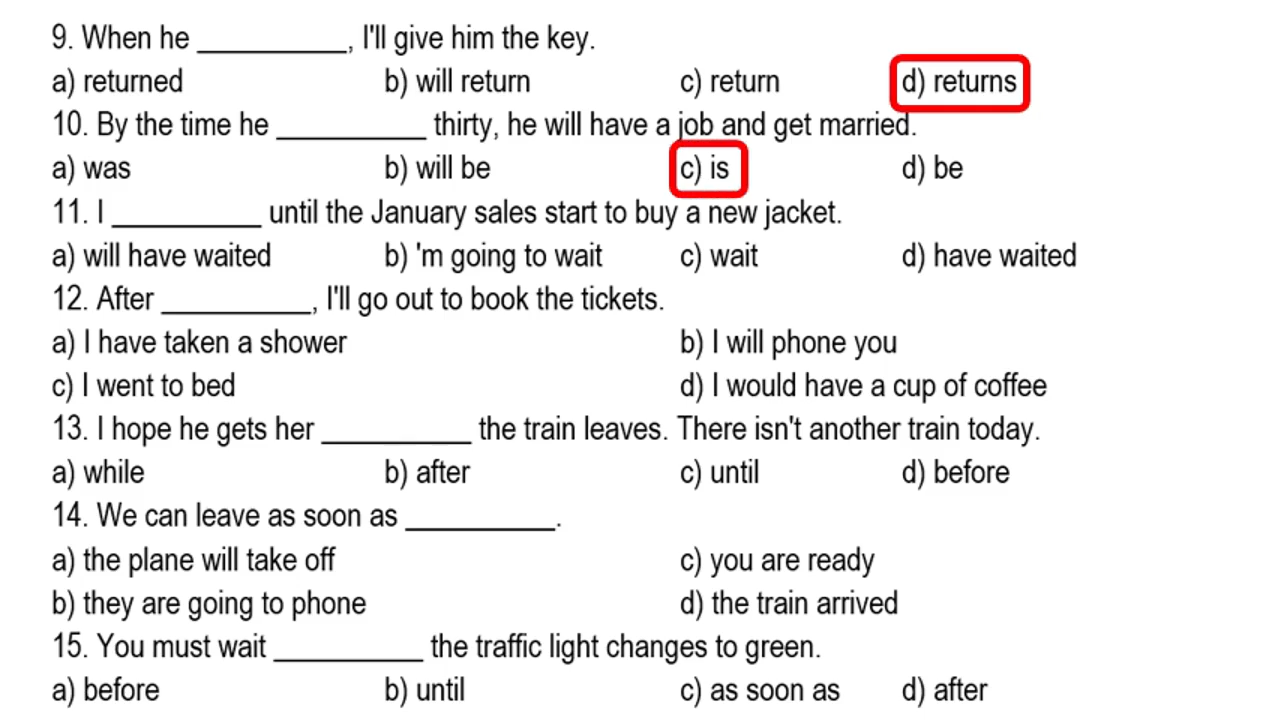 9. When he __________, I'll give him the key.
a) returned b) will return c) return d) returns
10. By the time he __________ thirty, he will have a job and get married.
a) was b) will be c) is d) be
11. I __________ until the January sales start to buy a new jacket.
a) will have waited b) 'm going to wait c) wait d) have waited
12. After __________, I'll go out to book the tickets.
a) I have taken a shower b) I will phone you
c) I went to bed d) I would have a cup of coffee
13. I hope he gets her __________ the train leaves. There isn't another train today.
a) while b) after c) until d) before
14. We can leave as soon as __________.
a) the plane will take off c) you are ready
b) they are going to phone d) the train arrived
15. You must wait __________ the traffic light changes to green.
a) before b) until c) as soon as d) after